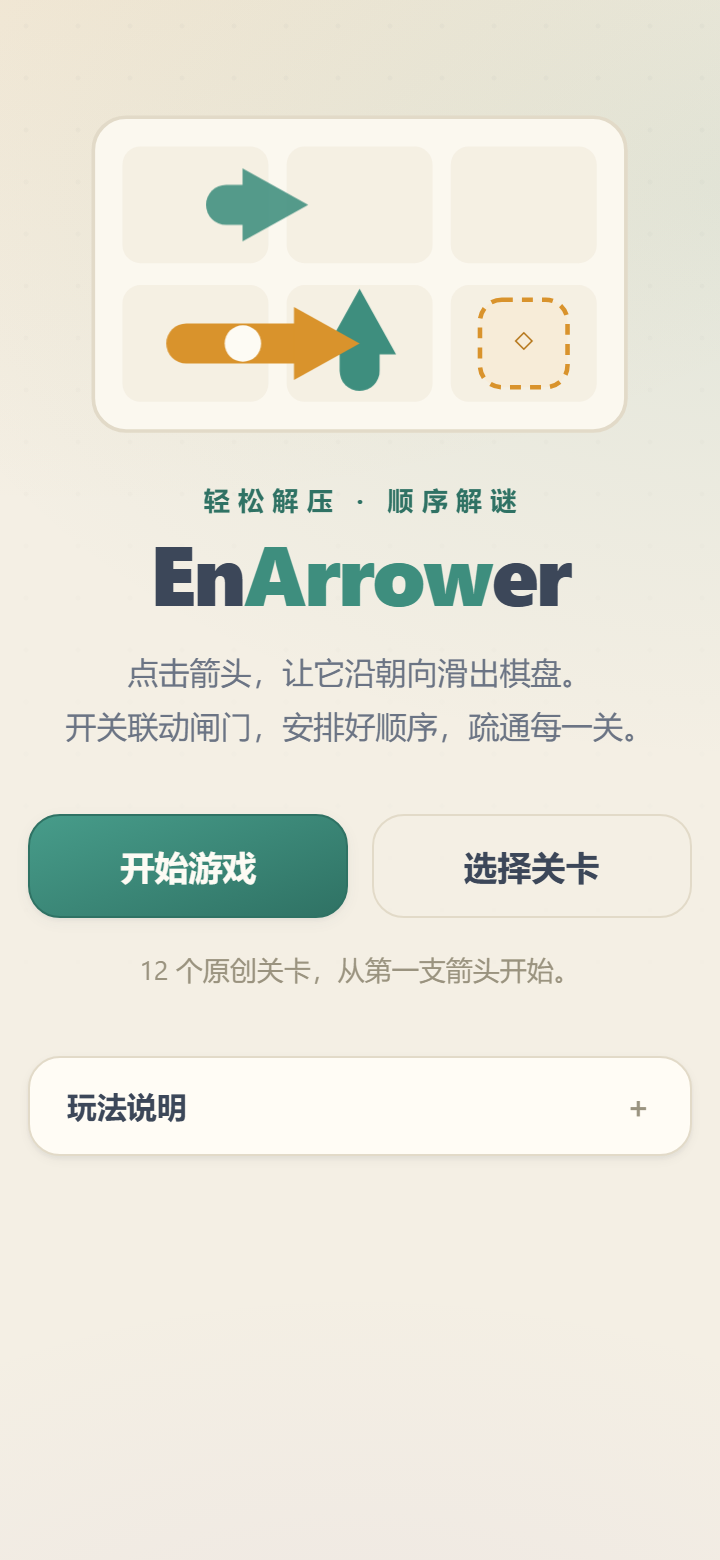 轻松解压 · 顺序解谜
EnArrower
点击箭头，让它沿朝向滑出棋盘。
开关联动闸门，安排好顺序，疏通每一关。
开始游戏
选择关卡
12 个原创关卡，从第一支箭头开始。
玩法说明 +